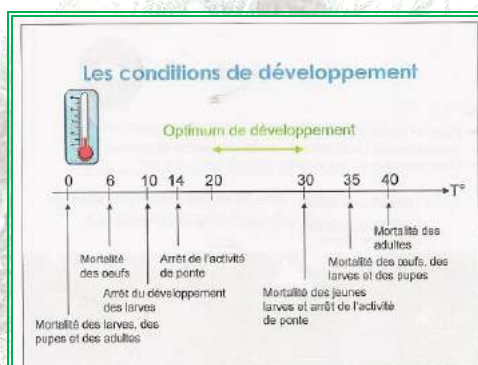 Les conditions de développement
Optimum de développement
0 6 10 14 20 30 35 40 T°
Mortalité des adultes
Mortalité des oeufs
Arrêt de l'activité de ponte
Mortalité des œufs, des larves et des pupes
Arrêt du développement des larves
Mortalité des jeunes larves et arrêt de l'activité de ponte
Mortalité des larves, des pupes et des adultes